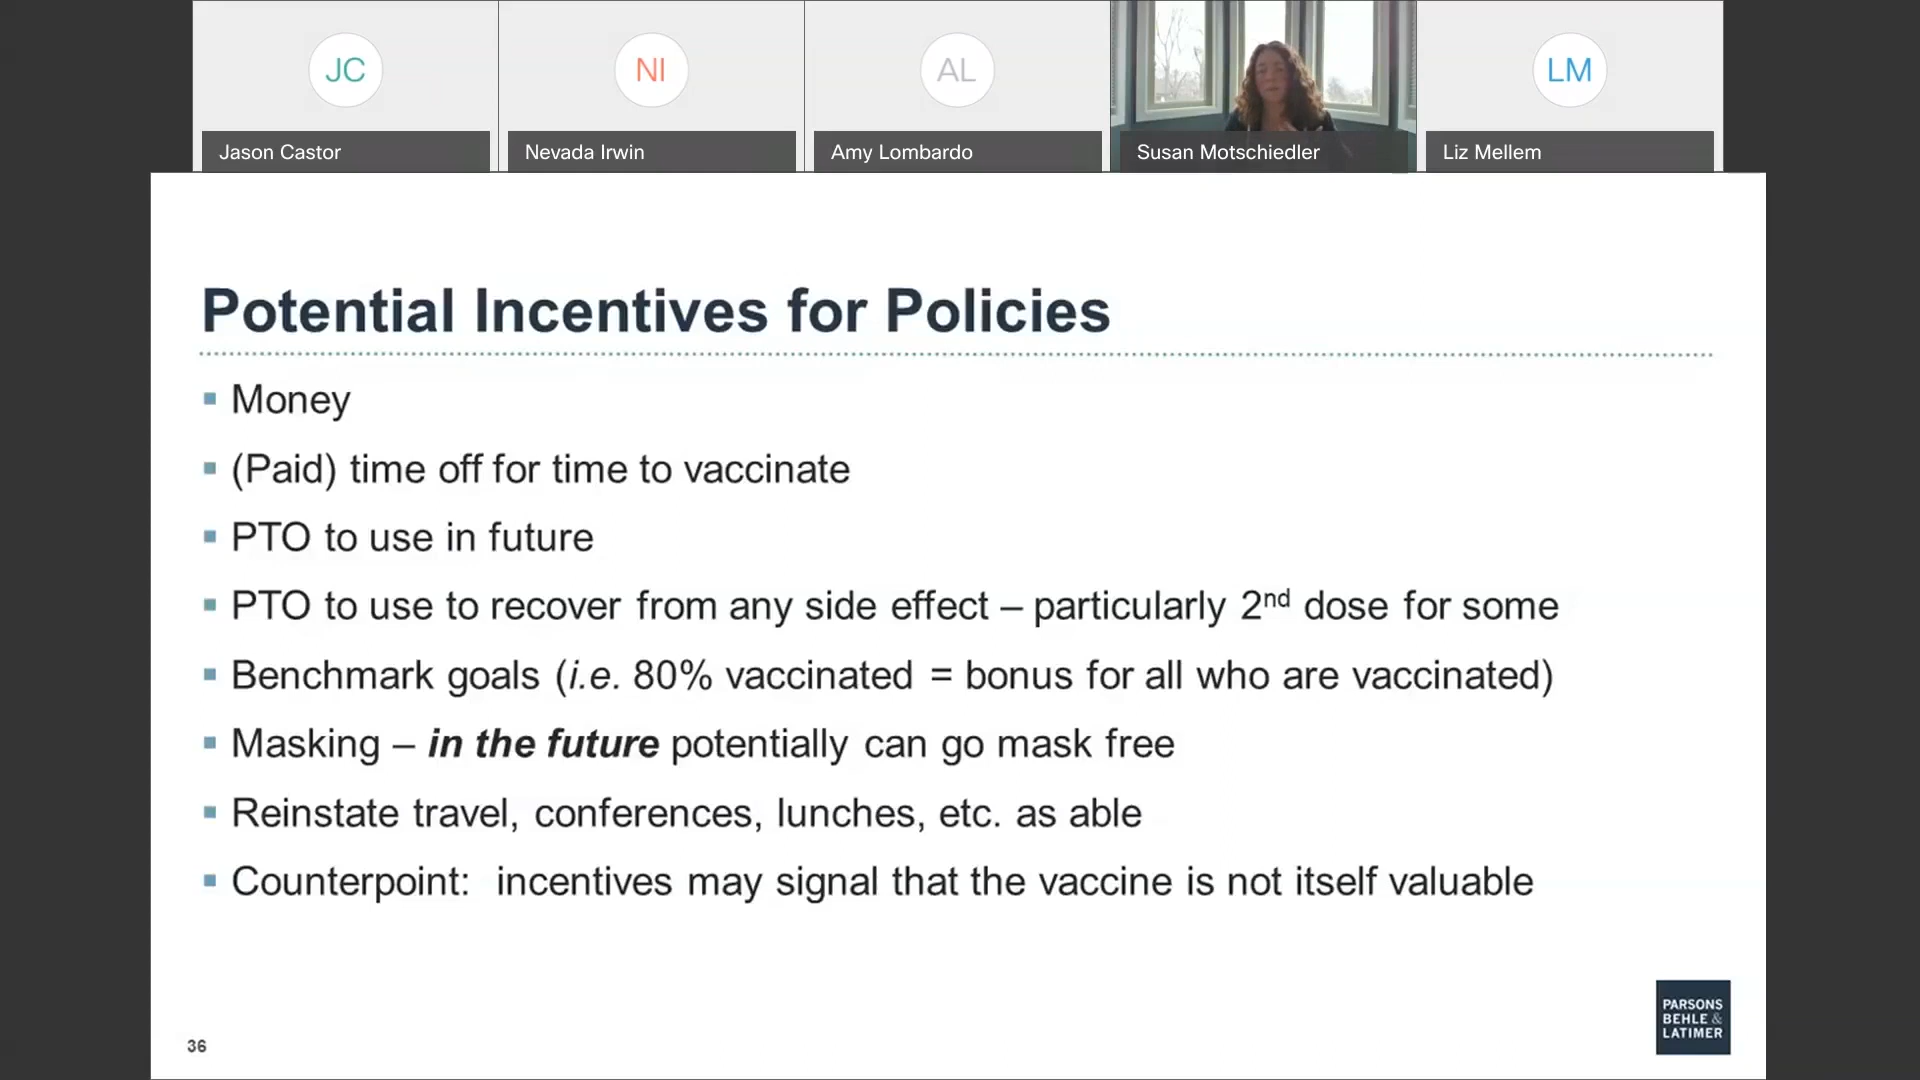 JC
NI
AL
LM
Jason Castor
Nevada Irwin
Amy Lombardo
Susan Motschiedler
Liz Mellem
Potential Incentives for Policies
Money
(Paid) time off for time to vaccinate
PTO to use in future
PTO to use to recover from any side effect – particularly 2nd dose for some
Benchmark goals (i.e. 80% vaccinated = bonus for all who are vaccinated)
Masking – in the future potentially can go mask free
Reinstate travel, conferences, lunches, etc. as able
Counterpoint: incentives may signal that the vaccine is not itself valuable
PARSONS
BEHLE &
LATIMER
36